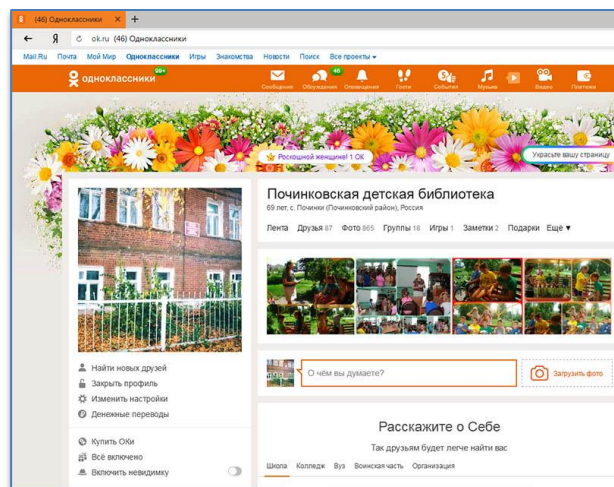 (46) Одноклассники
Я ok.ru (46) Одноклассники
Mail.Ru Почта Мой Мир Одноклассники Игры Знакомства Новости Поиск Все проекты
одноклассники 99+
46
Сообщения Обсуждения Оповещения Гости События Музыка Видео Платежи
Роскошной женщине! 1 ОК
Украсьте вашу страницу
Починковская детская библиотека
69 лет, с. Починки (Починковский район), Россия
Лента Друзья 87 Фото 865 Группы 18 Игры 1 Заметки 2 Подарки Ещё
О чём вы думаете?
Загрузить фото
Найти новых друзей
Закрыть профиль
Изменить настройки
Денежные переводы
Купить ОКи
Всё включено
Включить невидимку
Расскажите о Себе
Так друзьям будет легче найти вас
Школа Колледж Вуз Воинская часть Организация